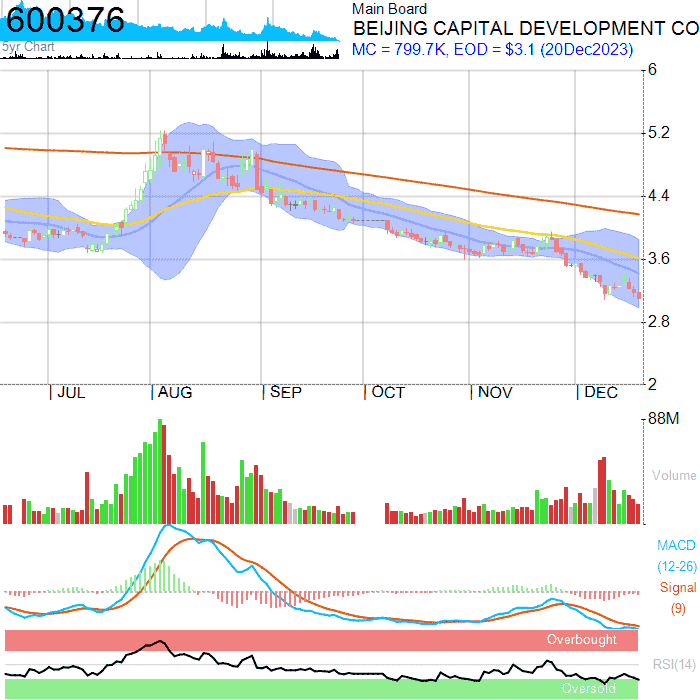 600376
5yr Chart
Main Board
BEIJING CAPITAL DEVELOPMENT CO
MC = 799.7K, EOD = $3.1 (20Dec2023)
6
5.2
4.4
3.6
2.8
2
JUL AUG SEP OCT NOV DEC
88M
Volume
MACD
(12-26)
Signal
(9)
Overbought
RSI(14)
Oversold